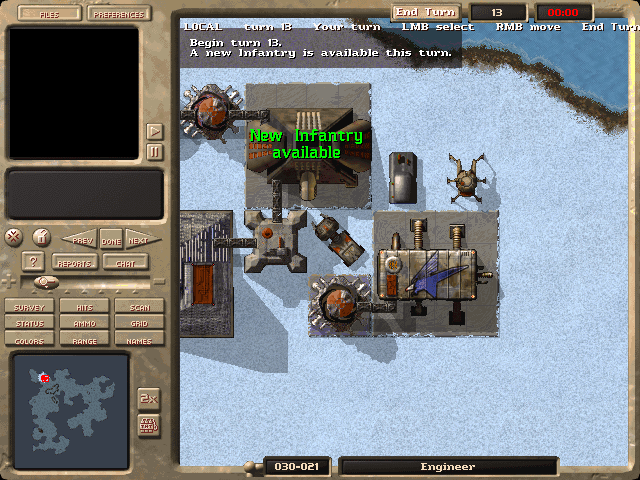 FILES PREFERENCES End Turn 13 00:00
LOCAL turn 13 Your turn LMB select RMB move End Turn
Begin turn 13.
A new Infantry is available this turn.
New Infantry
available
PREV DONE NEXT
? REPORTS CHAT
SURVEY HITS SCAN
STATUS AMMO GRID
COLORS RANGE NAMES
2x
030-021 Engineer